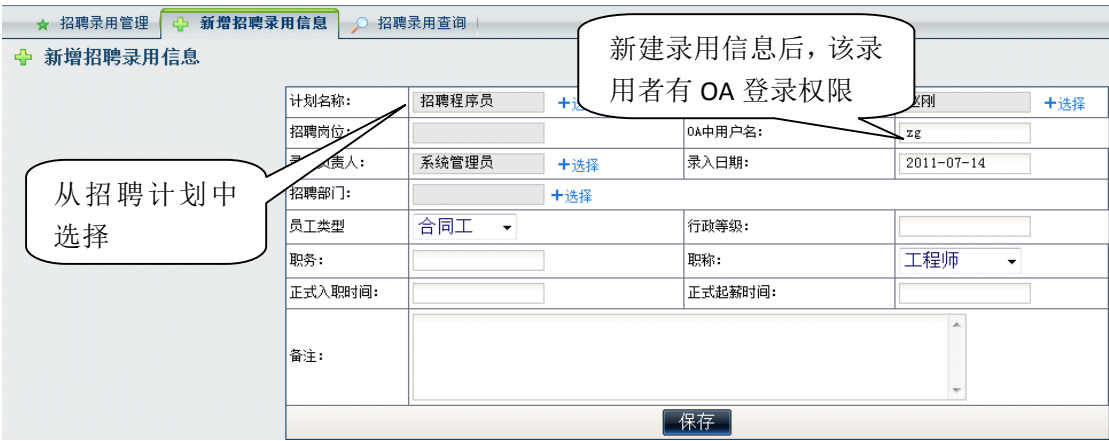 招聘录用管理 新增招聘录用信息 招聘录用查询
新增招聘录用信息
新建录用信息后，该录
用者有 OA 登录权限
计划名称： 招聘程序员 刚 +选择
招聘岗位： OA中用户名： zg
责人： 系统管理员 +选择 录入日期： 2011-07-14
从招聘计划中
选择
招聘部门： +选择
员工类型 合同工 行政等级：
职务： 职称： 工程师
正式入职时间： 正式起薪时间：
备注：
保存